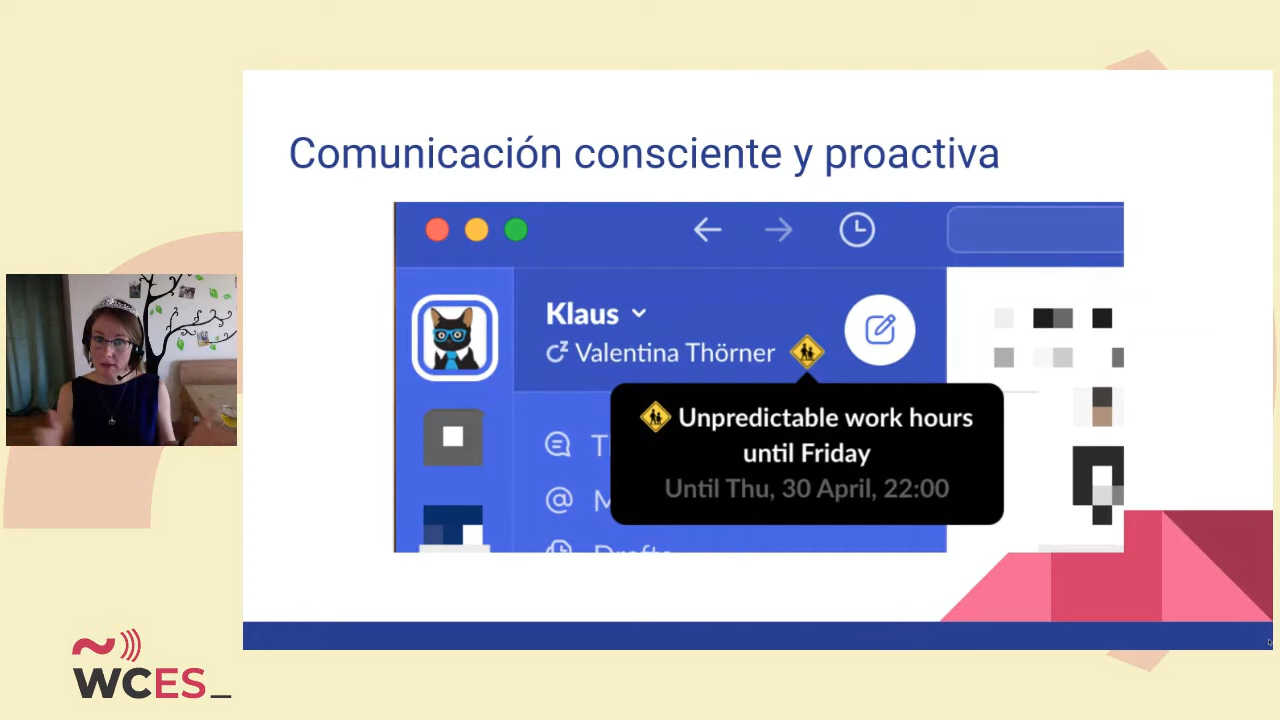 Comunicación consciente y proactiva
Klaus
Valentina Thörner
Unpredictable work hours
until Friday
Until Thu, 30 April, 22:00
WCES_